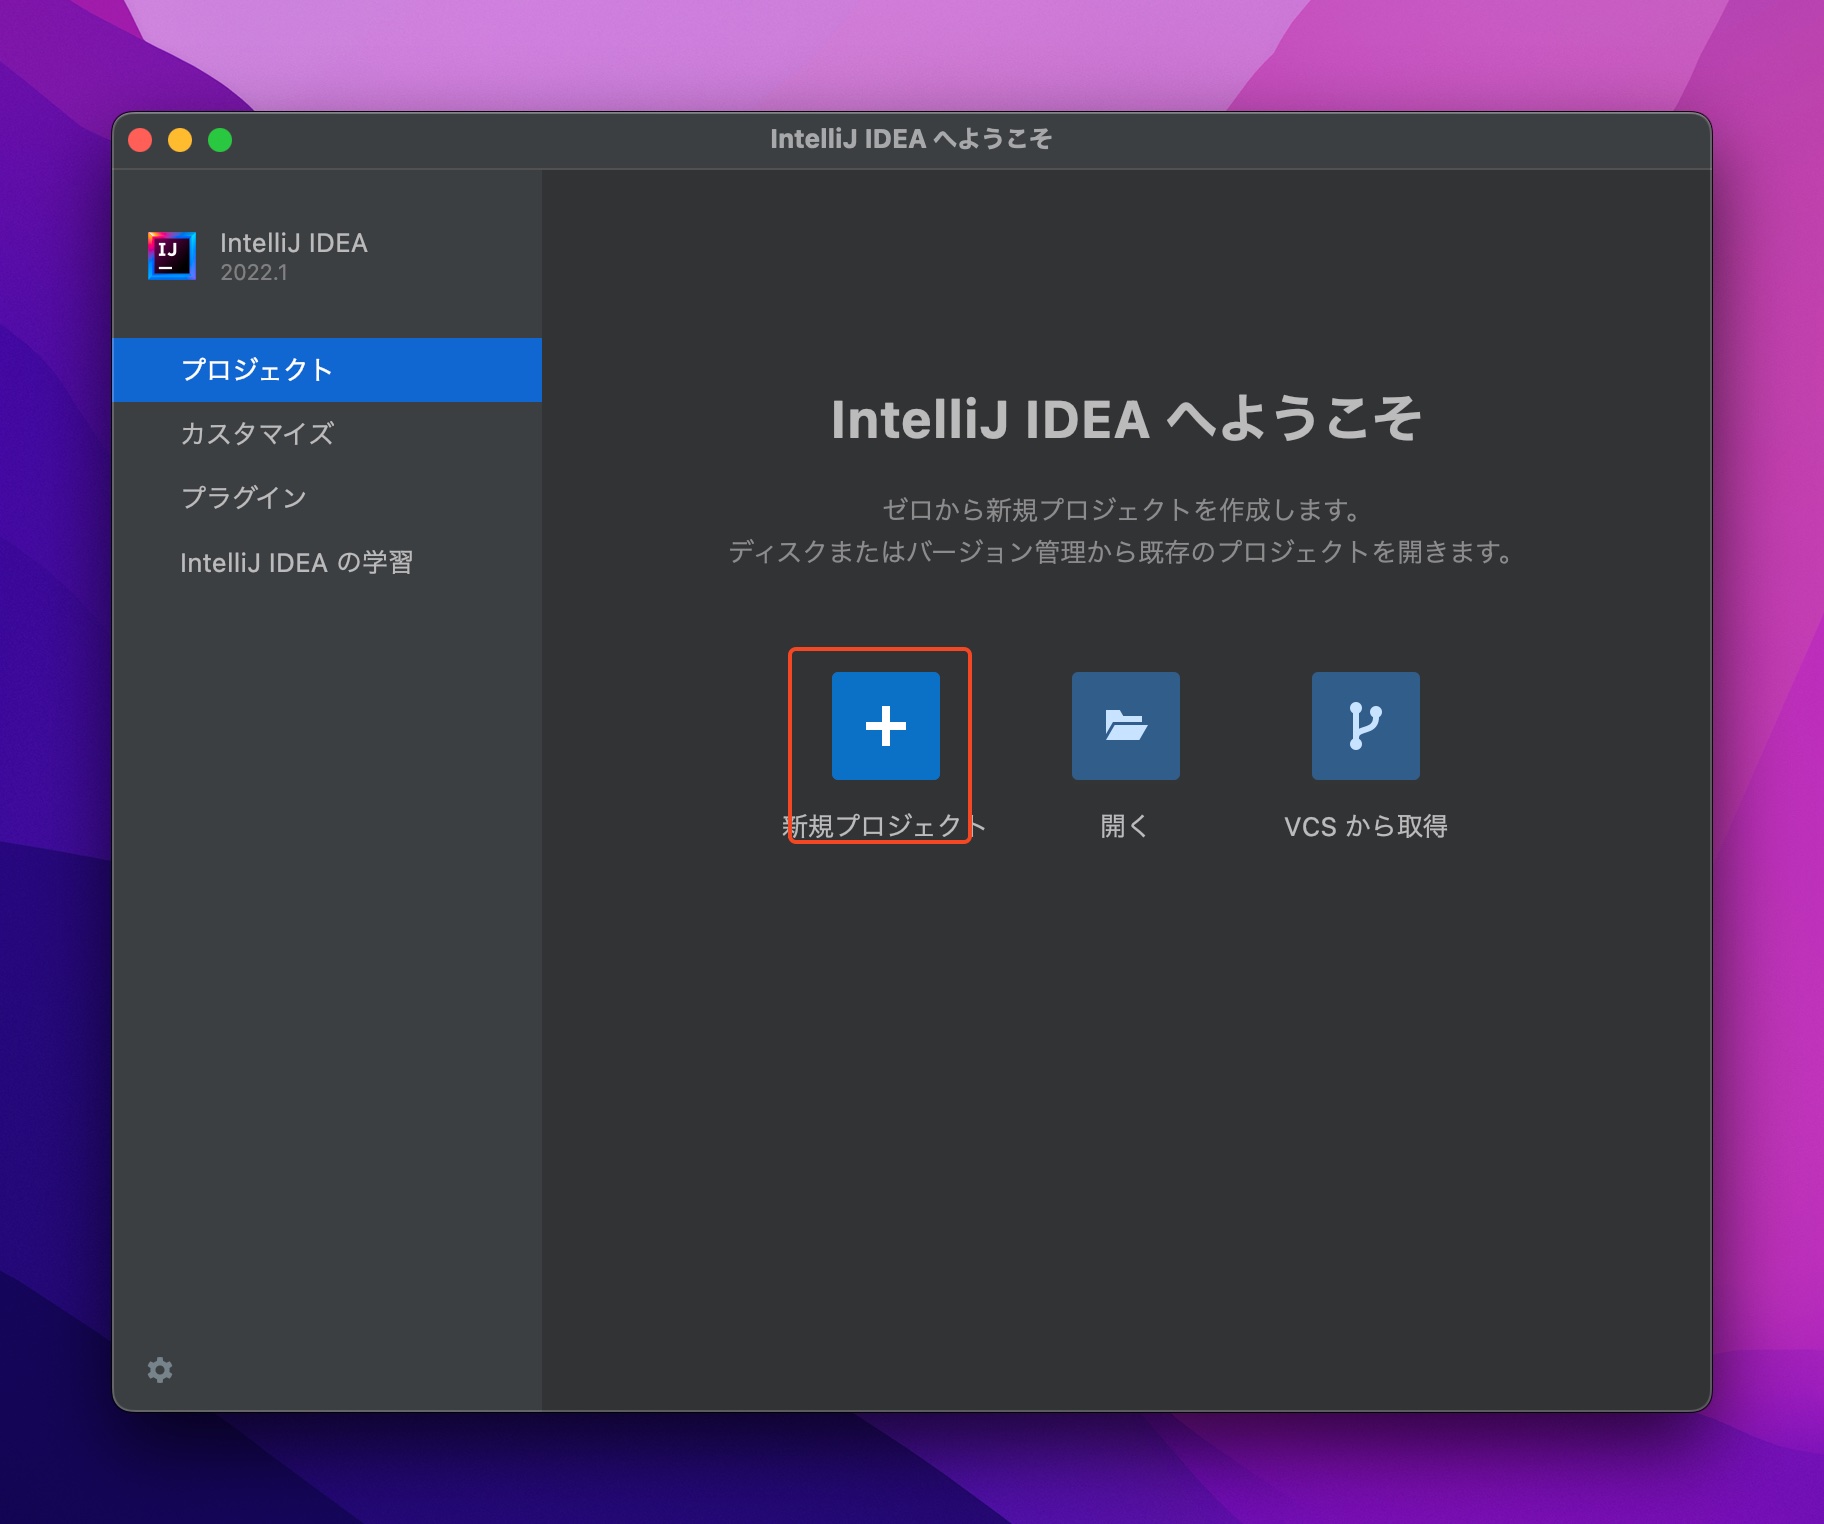 IntelliJ IDEA へようこそ
IJ
IntelliJ IDEA
2022.1
プロジェクト
カスタマイズ
プラグイン
IntelliJ IDEA の学習
IntelliJ IDEA へようこそ
ゼロから新規プロジェクトを作成します。
ディスクまたはバージョン管理から既存のプロジェクトを開きます。
新規プロジェクト
開く
VCS から取得